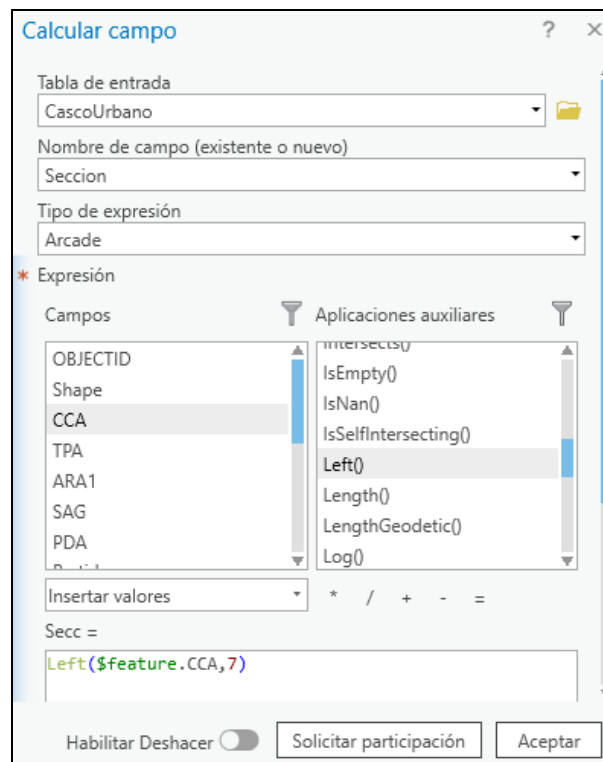 Calcular campo ? ×
Tabla de entrada
CascoUrbano
Nombre de campo (existente o nuevo)
Seccion
Tipo de expresión
Arcade
* Expresión
Campos Aplicaciones auxiliares
Intersects()
OBJECTID IsEmpty()
Shape IsNan()
CCA IsSelfIntersecting()
TPA Left()
ARA1 Length()
SAG LengthGeodetic()
PDA Log()
Insertar valores * / + - =
Secc =
Left($feature.CCA,7)
Habilitar Deshacer Solicitar participación Aceptar